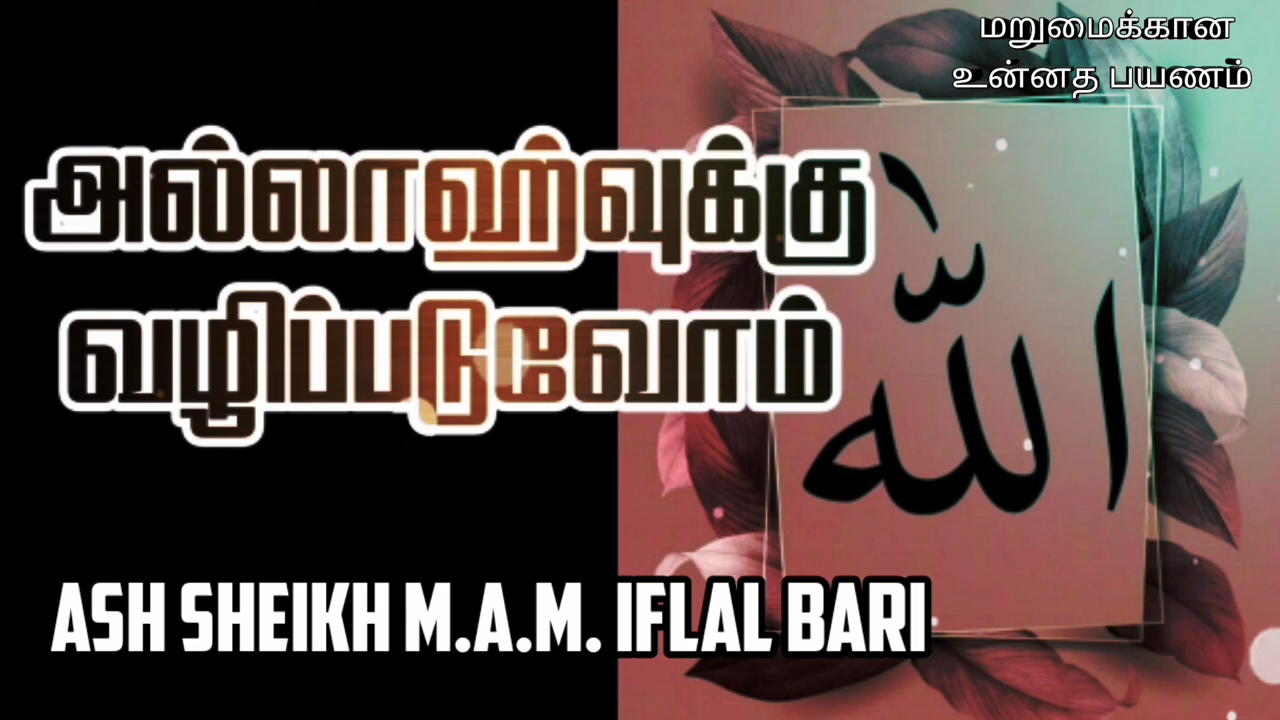 மறுமைக்கான
உன்னத பயணம்
அல்லாஹ்வுக்கு
வழிப்படுவோம்
الله
ASH SHEIKH M.A.M. IFLAL BARI